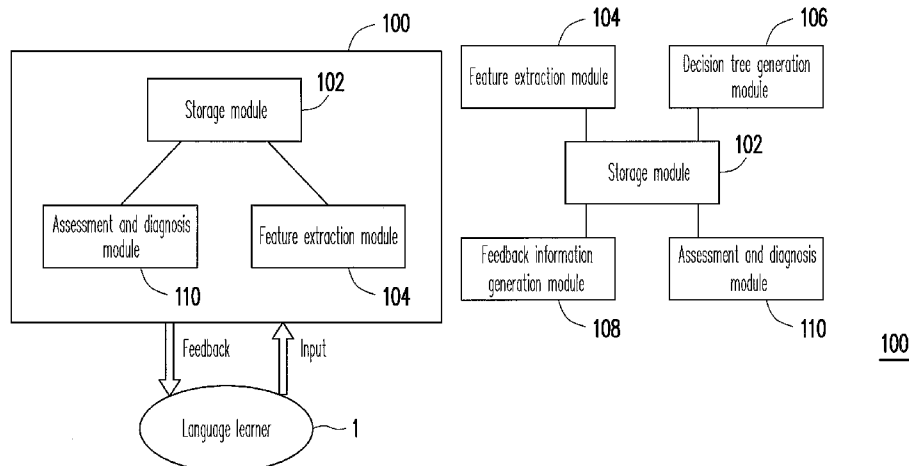 100
102
Storage module
Assessment and diagnosis
module
110
Feature extraction module
104
Feedback
Input
Language learner
1
104
Feature extraction module
106
Decision tree generation
module
102
Storage module
Feedback information
generation module
108
Assessment and diagnosis
module
110
100